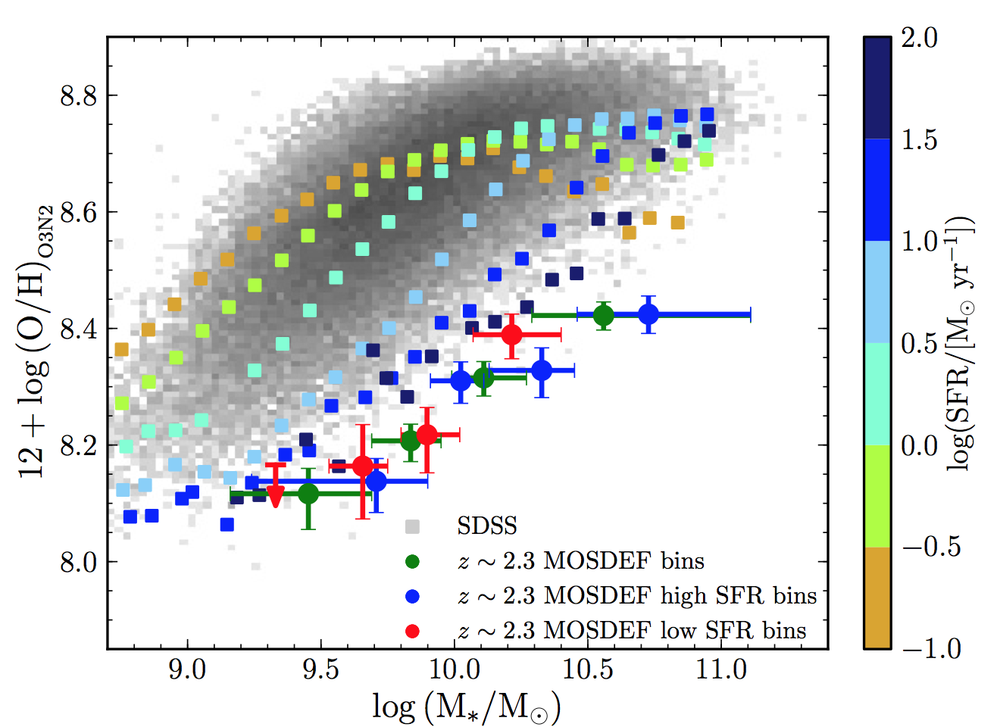 12 + log (O/H)O3N2
8.8
8.6
8.4
8.2
8.0
9.0 9.5 10.0 10.5 11.0
log (M∗/M⊙)
SDSS
z ∼ 2.3 MOSDEF bins
z ∼ 2.3 MOSDEF high SFR bins
z ∼ 2.3 MOSDEF low SFR bins
2.0
1.5
1.0
0.5
0.0
−0.5
−1.0
log(SFR/[M⊙ yr−1])